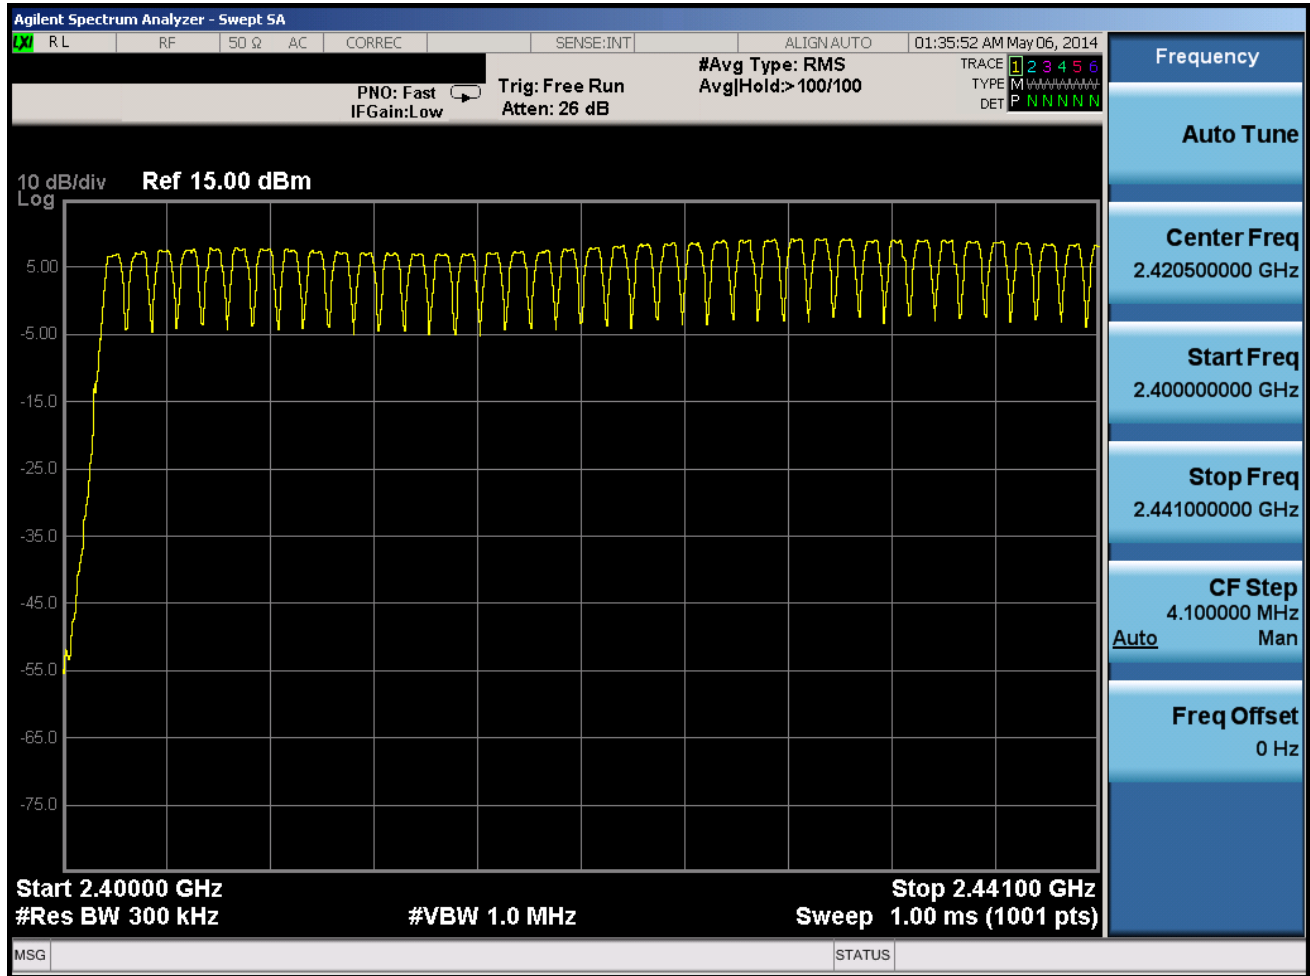 Agilent Spectrum Analyzer - Swept SA
LXI RL RF 50 Ω AC CORREC SENSE:INT ALIGN AUTO 01:35:52 AM May 06, 2014
PNO: Fast
IFGain:Low
Trig: Free Run
Atten: 26 dB
#Avg Type: RMS
Avg|Hold:>100/100
TRACE 1 2 3 4 5 6
TYPE M WWWWW
DET P N N N N N
10 dB/div Ref 15.00 dBm
Log
5.00
-5.00
-15.0
-25.0
-35.0
-45.0
-55.0
-65.0
-75.0
Start 2.40000 GHz Stop 2.44100 GHz
#Res BW 300 kHz #VBW 1.0 MHz Sweep 1.00 ms (1001 pts)
MSG STATUS
Frequency
Auto Tune
Center Freq
2.420500000 GHz
Start Freq
2.400000000 GHz
Stop Freq
2.441000000 GHz
CF Step
4.100000 MHz
Auto Man
Freq Offset
0 Hz